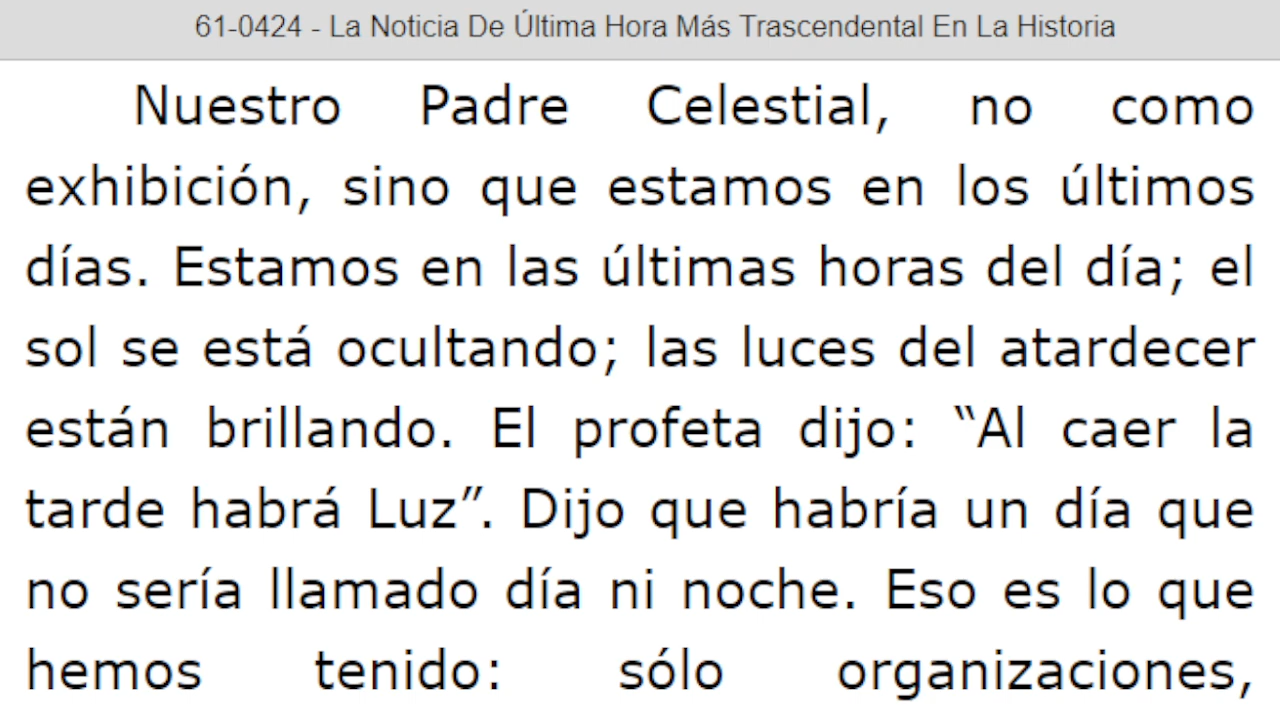 61-0424 - La Noticia De Última Hora Más Trascendental En La Historia
Nuestro Padre Celestial, no como
exhibición, sino que estamos en los últimos
días. Estamos en las últimas horas del día; el
sol se está ocultando; las luces del atardecer
están brillando. El profeta dijo: “Al caer la
tarde habrá Luz”. Dijo que habría un día que
no sería llamado día ni noche. Eso es lo que
hemos tenido: sólo organizaciones,